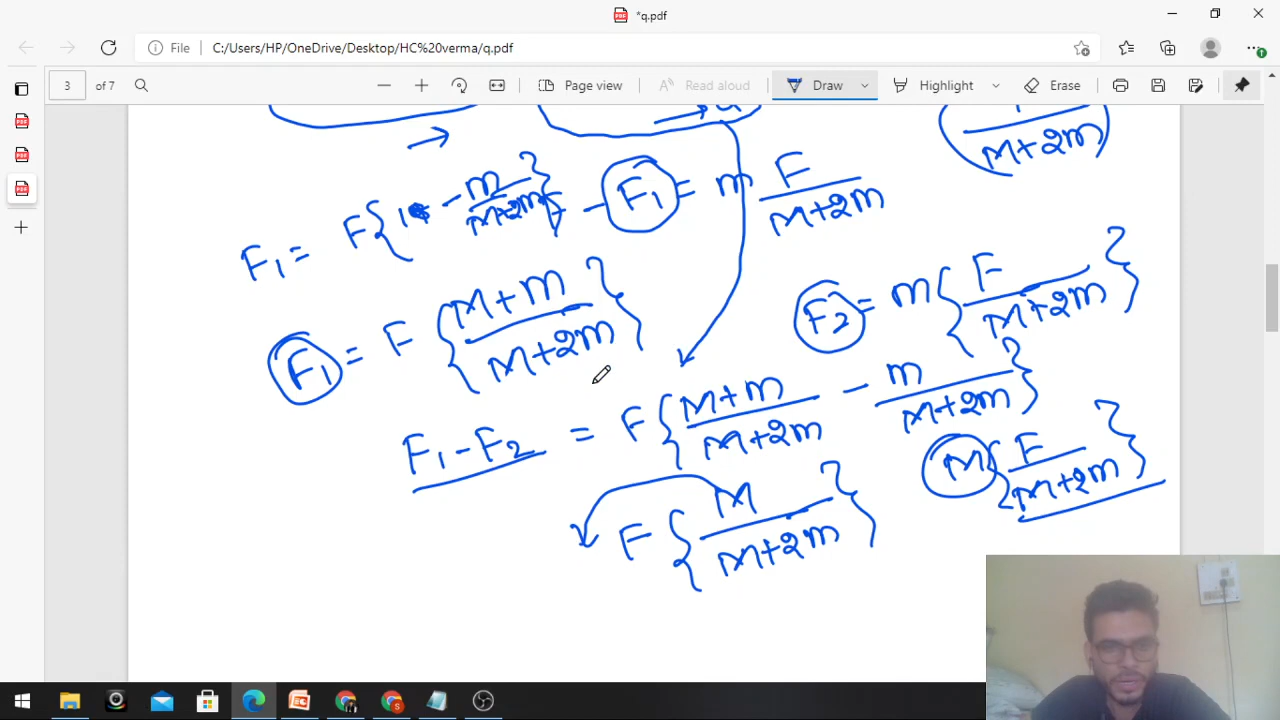 *q.pdf
File C:/Users/HP/OneDrive/Desktop/HC%20verma/q.pdf
3 of 7 Page view Read aloud Draw Highlight Erase
M+2m
F₁ = F{1 - m/(M+2m)}
F - F₁ = m F/(M+2m)
F₁ = F {(M+m)/(M+2m)}
F₂ = m{F/(M+2m)}
F₁-F₂ = F{(M+m)/(M+2m) - m/(M+2m)}
M{F/(M+2m)}
F{M/(M+2m)}